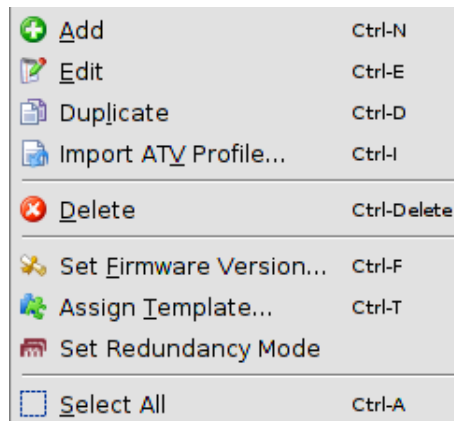 Add Ctrl-N
Edit Ctrl-E
Duplicate Ctrl-D
Import ATV Profile... Ctrl-I
Delete Ctrl-Delete
Set Firmware Version... Ctrl-F
Assign Template... Ctrl-T
Set Redundancy Mode
Select All Ctrl-A